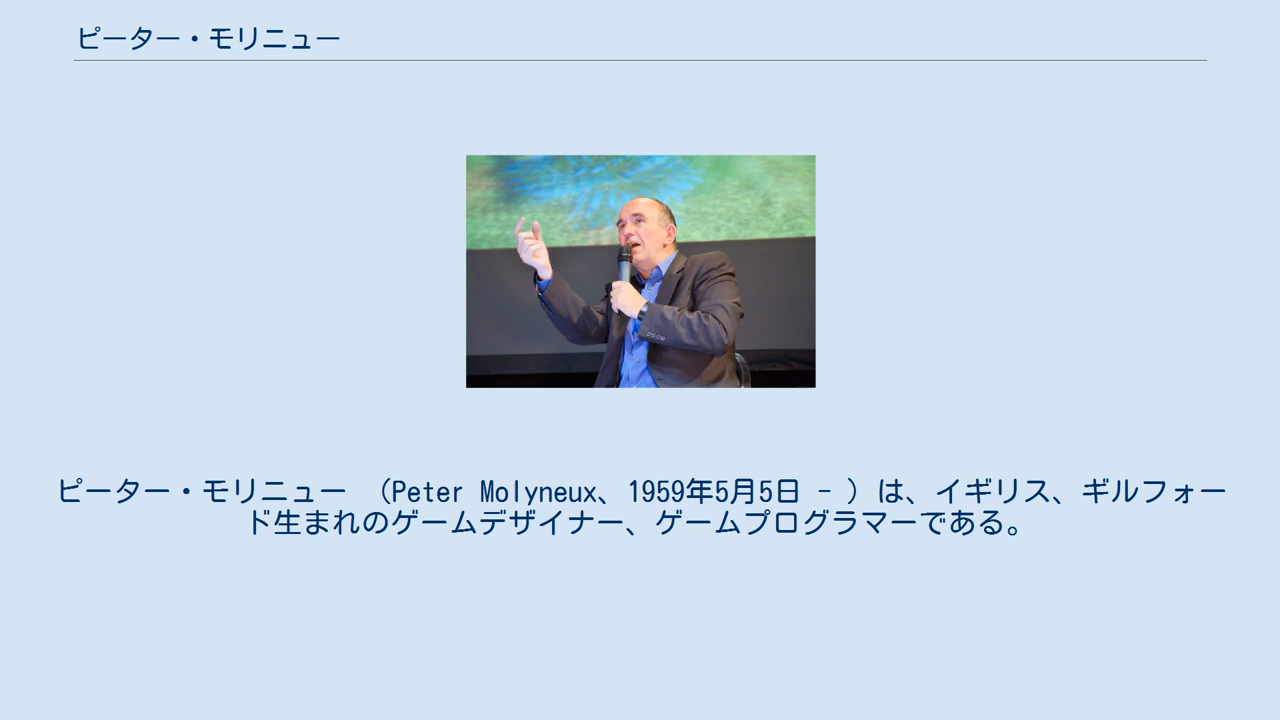 ピーター・モリニュー
ピーター・モリニュー （Peter Molyneux、1959年5月5日 - ）は、イギリス、ギルフォー
ド生まれのゲームデザイナー、ゲームプログラマーである。